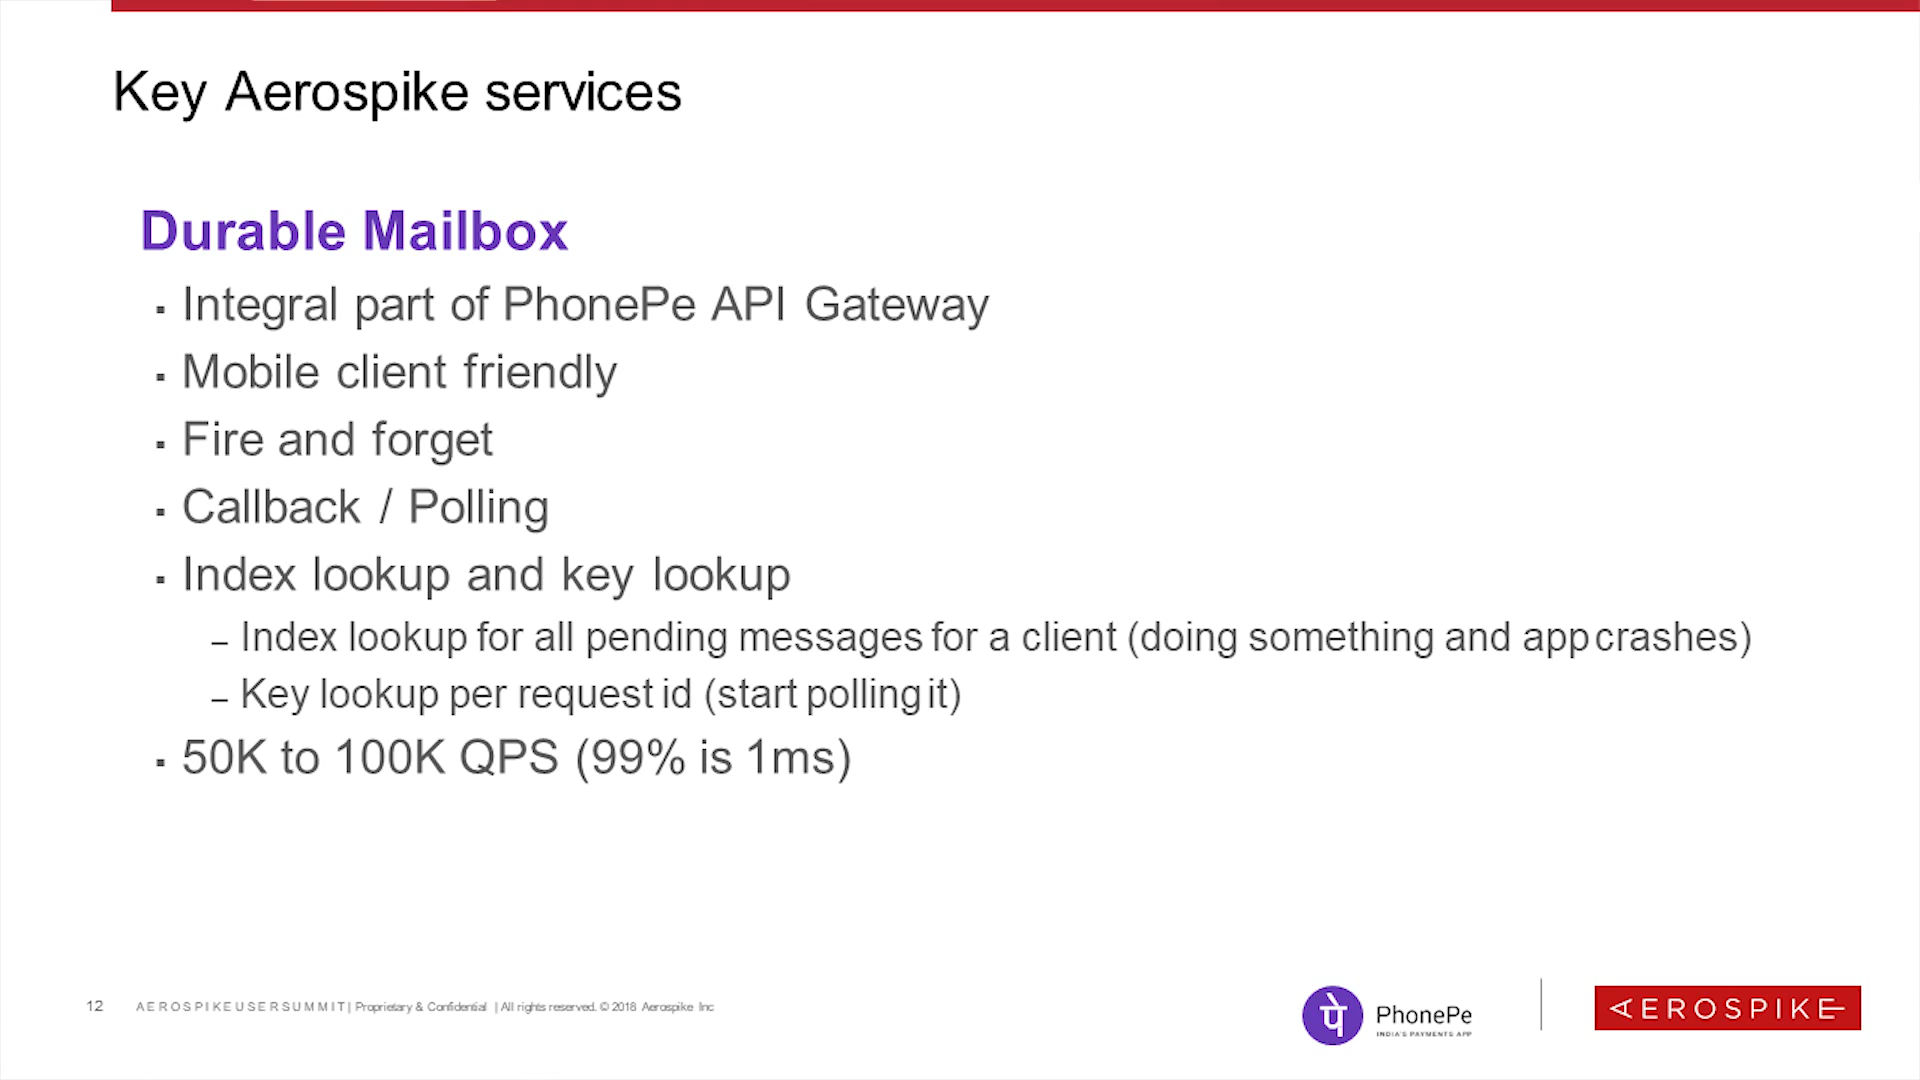 Key Aerospike services
Durable Mailbox
▪ Integral part of PhonePe API Gateway
▪ Mobile client friendly
▪ Fire and forget
▪ Callback / Polling
▪ Index lookup and key lookup
– Index lookup for all pending messages for a client (doing something and app crashes)
– Key lookup per request id (start polling it)
▪ 50K to 100K QPS (99% is 1ms)
12 AEROSPIKE USER SUMMIT | Proprietary & Confidential | All rights reserved. © 2018 Aerospike Inc
पे PhonePe
INDIA'S PAYMENTS APP
AEROSPIKE